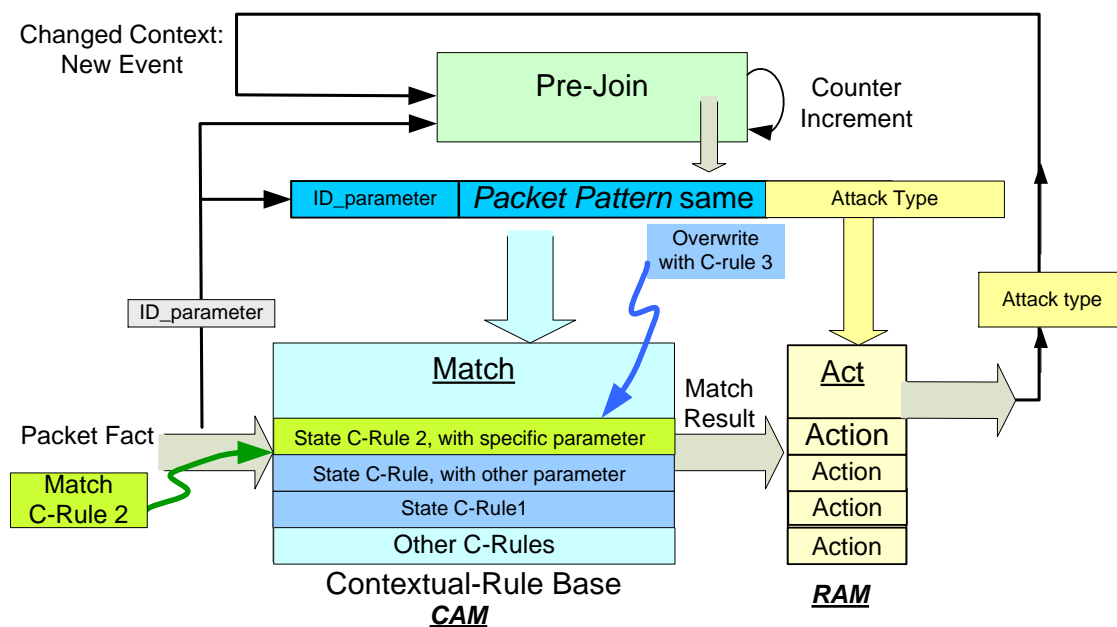 Changed Context:
New Event
Pre-Join
Counter
Increment
ID_parameter
Packet Pattern same
Attack Type
Overwrite
with C-rule 3
ID_parameter
Attack type
Match
Act
Match
Result
Packet Fact
State C-Rule 2, with specific parameter
Action
State C-Rule, with other parameter
Action
Match
C-Rule 2
State C-Rule1
Action
Other C-Rules
Action
Contextual-Rule Base
CAM
RAM